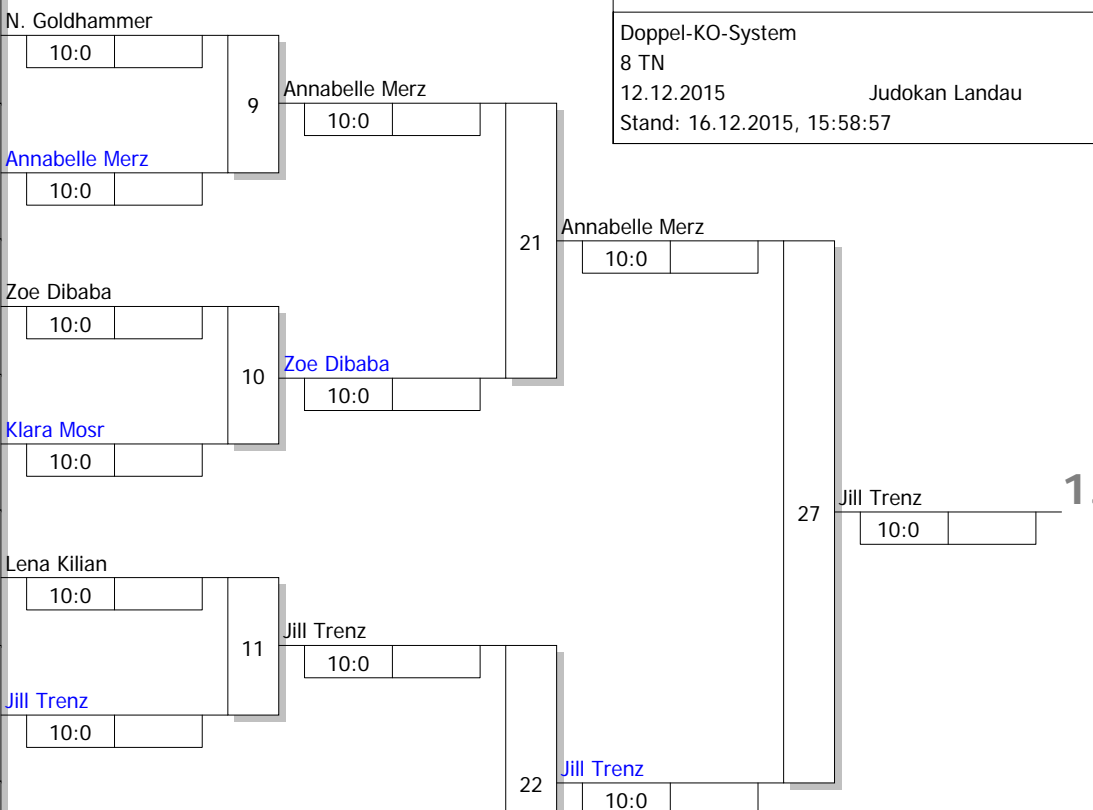 N. Goldhammer
10:0
Doppel-KO-System
8 TN
12.12.2015 Judokan Landau
Stand: 16.12.2015, 15:58:57
Annabelle Merz
9
10:0
Annabelle Merz
10:0
Annabelle Merz
21
10:0
Zoe Dibaba
10:0
Zoe Dibaba
10
10:0
Klara Mosr
10:0
Jill Trenz
1.
27
10:0
Lena Kilian
10:0
Jill Trenz
11
10:0
Jill Trenz
10:0
Jill Trenz
22
10:0